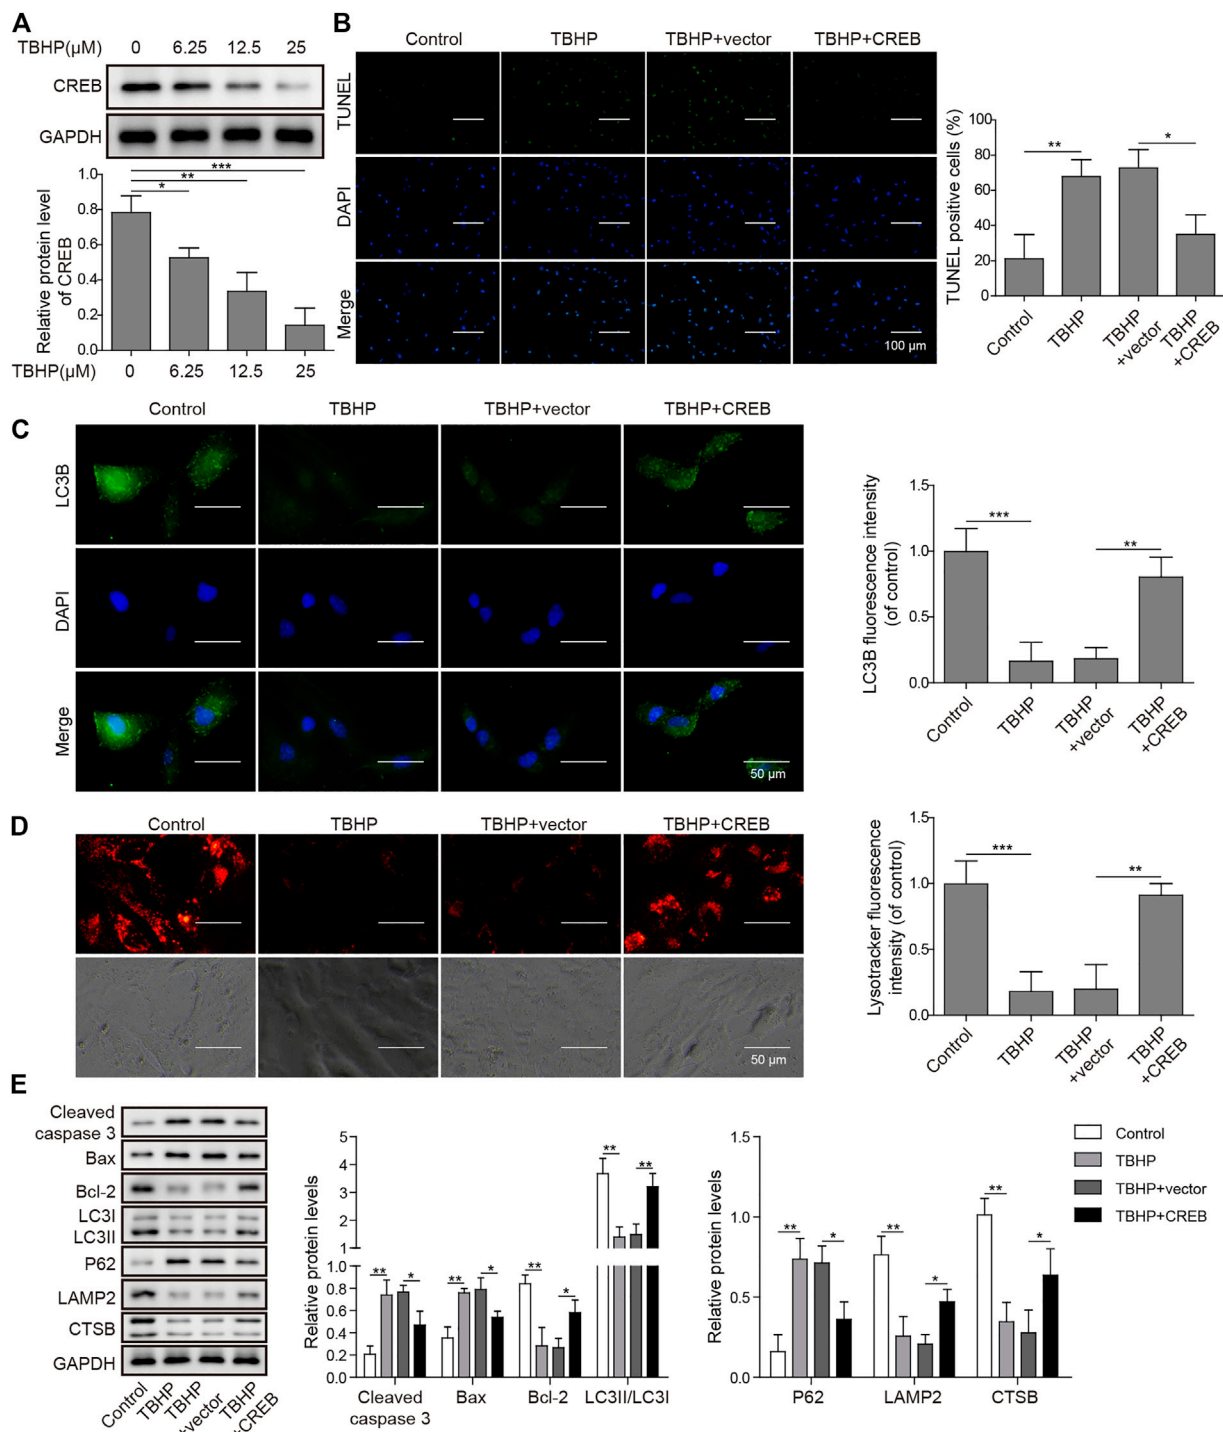 A
TBHP(µM) 0 6.25 12.5 25
CREB
GAPDH
***
**
*
Relative protein level
of CREB
1.0
0.8
0.6
0.4
0.2
0.0
TBHP(µM) 0 6.25 12.5 25
B
Control TBHP TBHP+vector TBHP+CREB
TUNEL
DAPI
Merge
100 µm
TUNEL positive cells (%)
100
80
60
40
20
0
** *
Control TBHP TBHP
+vector TBHP
+CREB
C
Control TBHP TBHP+vector TBHP+CREB
LC3B
DAPI
Merge
50 µm
LC3B fluorescence intensity
(of control)
1.5
1.0
0.5
0.0
*** **
Control TBHP TBHP
+vector TBHP
+CREB
D
Control TBHP TBHP+vector TBHP+CREB
50 µm
Lysotracker fluorescence
intensity (of control)
1.5
1.0
0.5
0.0
*** **
Control TBHP TBHP
+vector TBHP
+CREB
E
Cleaved
caspase 3
Bax
Bcl-2
LC3I
LC3II
P62
LAMP2
CTSB
GAPDH
Control TBHP TBHP
+vector TBHP
+CREB
Relative protein levels
5
4
3
2
1
1.0
0.8
0.6
0.4
0.2
0.0
** * ** * ** * ** **
Cleaved
caspase 3
Bax Bcl-2 LC3II/LC3I
Relative protein levels
1.5
1.0
0.5
0.0
** * ** * ** *
P62 LAMP2 CTSB
Control
TBHP
TBHP+vector
TBHP+CREB